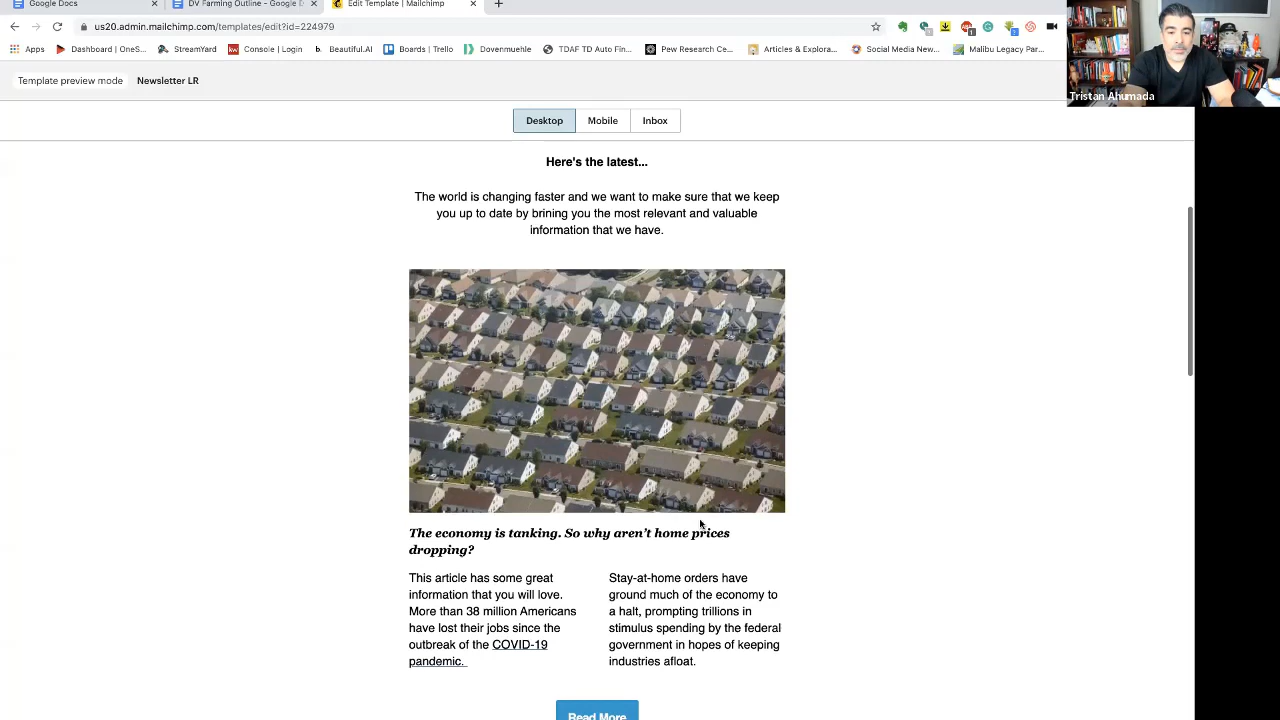 Google Docs
DV Farming Outline - Google D
Edit Template | Mailchimp
us20.admin.mailchimp.com/templates/edit?id=224979
Apps
Dashboard | OneS...
StreamYard
Console | Login
Beautiful.AI
Boards | Trello
Dovenmuehle
TDAF TD Auto Fin...
Pew Research Ce...
Articles & Explora...
Social Media New...
Malibu Legacy Par...
Tristan Ahumada
Template preview mode Newsletter LR
Desktop Mobile Inbox
Here's the latest...
The world is changing faster and we want to make sure that we keep
you up to date by brining you the most relevant and valuable
information that we have.
The economy is tanking. So why aren't home prices
dropping?
This article has some great
information that you will love.
More than 38 million Americans
have lost their jobs since the
outbreak of the COVID-19
pandemic.
Stay-at-home orders have
ground much of the economy to
a halt, prompting trillions in
stimulus spending by the federal
government in hopes of keeping
industries afloat.
Read More